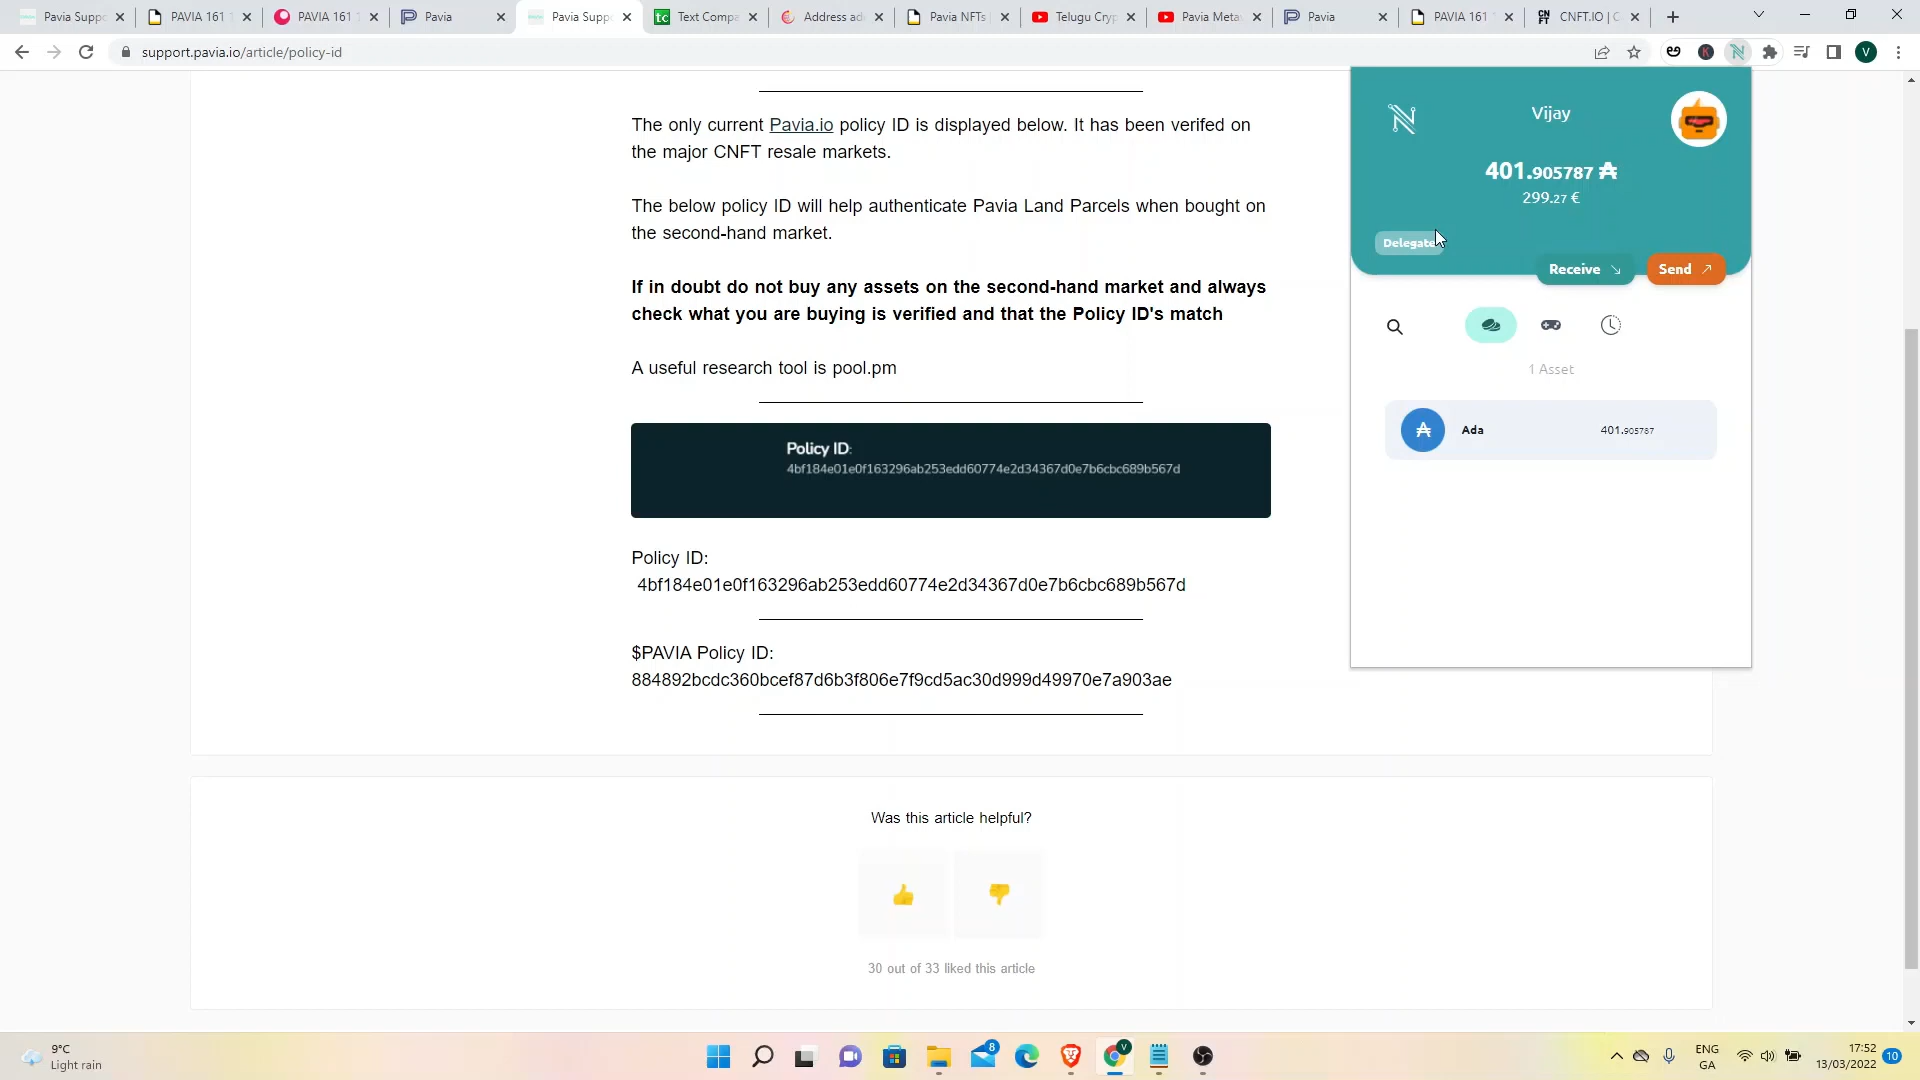 Pavia Suppo
PAVIA 161
PAVIA 161
Pavia
Pavia Supp
tc
Text Compa
Address ad
Pavia NFTs
Telugu Cryp
Pavia Meta
Pavia
PAVIA 161
CNFT.IO | C
support.pavia.io/article/policy-id
K
V
The only current Pavia.io policy ID is displayed below. It has been verifed on
the major CNFT resale markets.
The below policy ID will help authenticate Pavia Land Parcels when bought on
the second-hand market.
If in doubt do not buy any assets on the second-hand market and always
check what you are buying is verified and that the Policy ID's match
A useful research tool is pool.pm
Policy ID:
4bf184e01e0f163296ab253edd60774e2d34367d0e7b6cbc689b567d
Policy ID:
4bf184e01e0f163296ab253edd60774e2d34367d0e7b6cbc689b567d
$PAVIA Policy ID:
884892bcdc360bcef87d6b3f806e7f9cd5ac30d999d49970e7a903ae
Was this article helpful?
30 out of 33 liked this article
Vijay
401.905787 ₳
299.27 €
Delegate
Receive
Send
1 Asset
₳
Ada
401.905787
9°C
Light rain
8
V
ENG
GA
17:52
13/03/2022
10